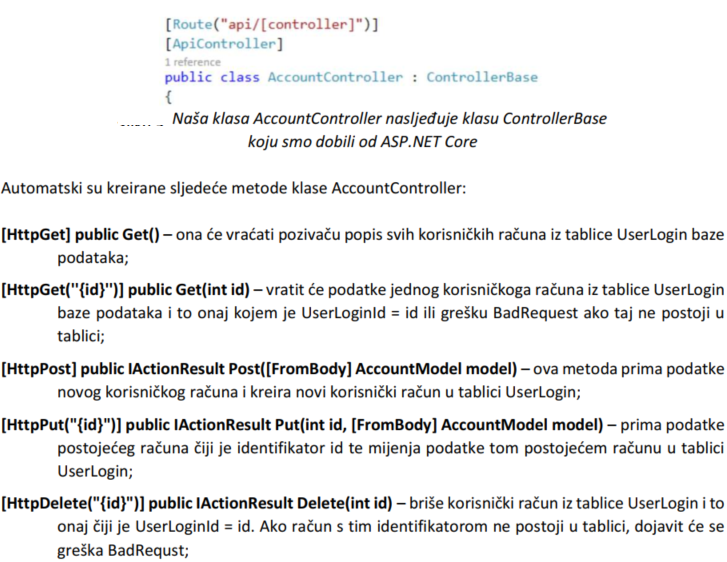 [Route("api/[controller]")]
[ApiController]
1 reference
public class AccountController : ControllerBase
{
Naša klasa AccountController nasljeđuje klasu ControllerBase
koju smo dobili od ASP.NET Core
Automatski su kreirane sljedeće metode klase AccountController:
[HttpGet] public Get() – ona će vraćati pozivaču popis svih korisničkih računa iz tablice UserLogin baze
podataka;
[HttpGet("{id}")] public Get(int id) – vratit će podatke jednog korisničkoga računa iz tablice UserLogin
baze podataka i to onaj kojem je UserLoginId = id ili grešku BadRequest ako taj ne postoji u
tablici;
[HttpPost] public IActionResult Post([FromBody] AccountModel model) – ova metoda prima podatke
novog korisničkog računa i kreira novi korisnički račun u tablici UserLogin;
[HttpPut("{id}")] public IActionResult Put(int id, [FromBody] AccountModel model) – prima podatke
postojećeg računa čiji je identifikator id te mijenja podatke tom postojećem računu u tablici
UserLogin;
[HttpDelete("{id}")] public IActionResult Delete(int id) – briše korisnički račun iz tablice UserLogin i to
onaj čiji je UserLoginId = id. Ako račun s tim identifikatorom ne postoji u tablici, dojavit će se
greška BadRequst;